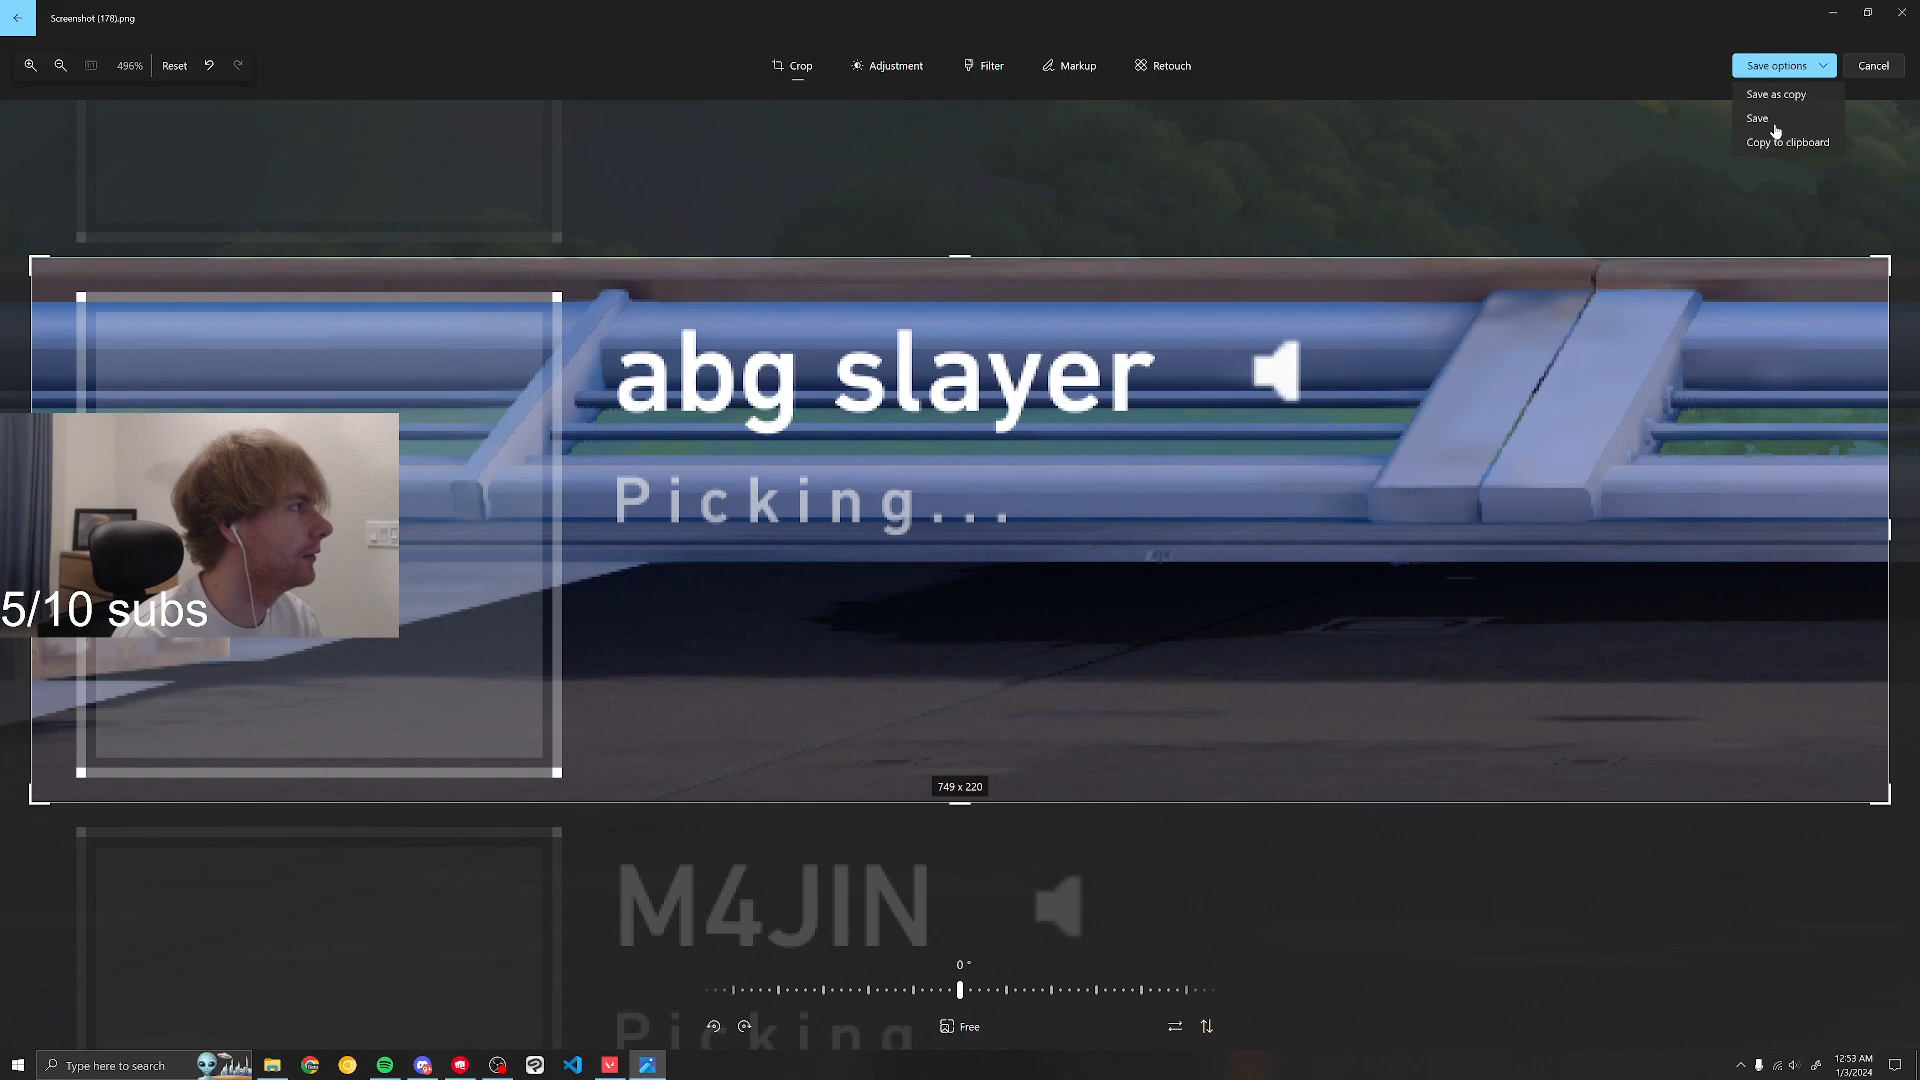 Screenshot (178).png
496%
Reset
Crop
Adjustment
Filter
Markup
Retouch
Save options
Cancel
Save as copy
Save
Copy to clipboard
abg slayer
Picking...
5/10 subs
749 x 220
M4JIN
0 °
Picking...
Free
Type here to search
12:53 AM
1/3/2024